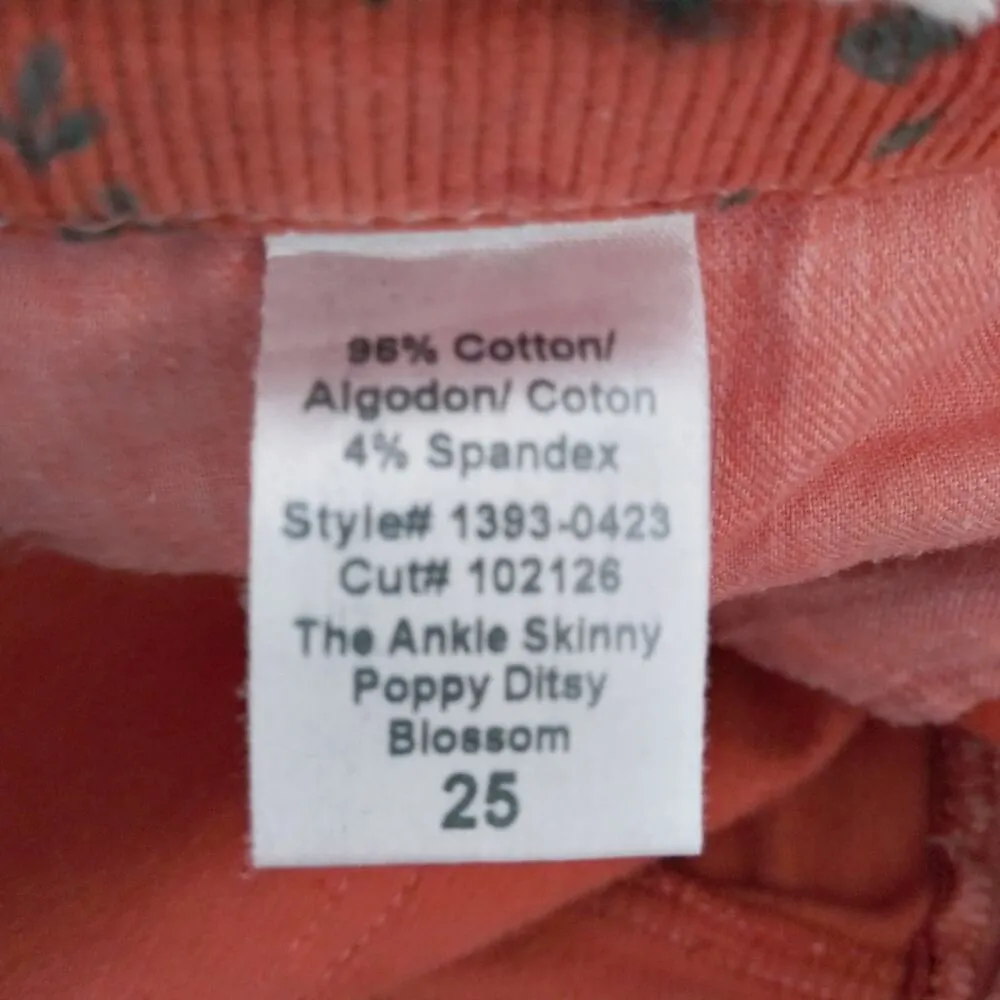 96% Cotton/
Algodon/ Coton
4% Spandex
Style# 1393-0423
Cut# 102126
The Ankle Skinny
Poppy Ditsy
Blossom
25